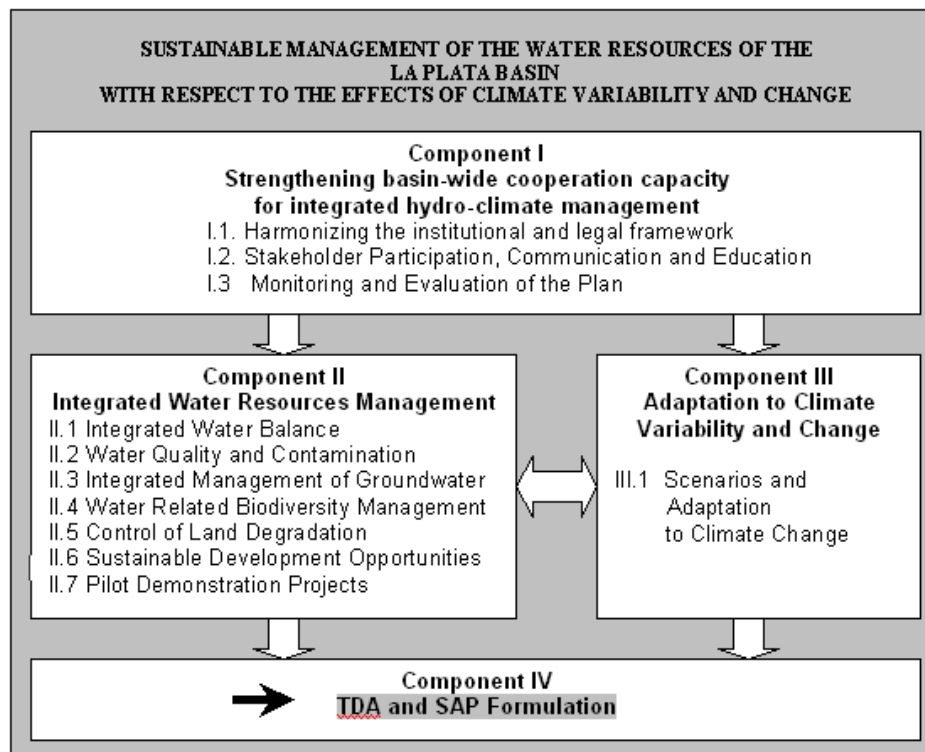 SUSTAINABLE MANAGEMENT OF THE WATER RESOURCES OF THE
LA PLATA BASIN
WITH RESPECT TO THE EFFECTS OF CLIMATE VARIABILITY AND CHANGE
Component I
Strengthening basin-wide cooperation capacity
for integrated hydro-climate management
I.1. Harmonizing the institutional and legal framework
I.2. Stakeholder Participation, Communication and Education
I.3 Monitoring and Evaluation of the Plan
Component II
Integrated Water Resources Management
II.1 Integrated Water Balance
II.2 Water Quality and Contamination
II.3 Integrated Management of Groundwater
II.4 Water Related Biodiversity Management
II.5 Control of Land Degradation
II.6 Sustainable Development Opportunities
II.7 Pilot Demonstration Projects
Component III
Adaptation to Climate
Variability and Change
III.1 Scenarios and
Adaptation
to Climate Change
Component IV
TDA and SAP Formulation